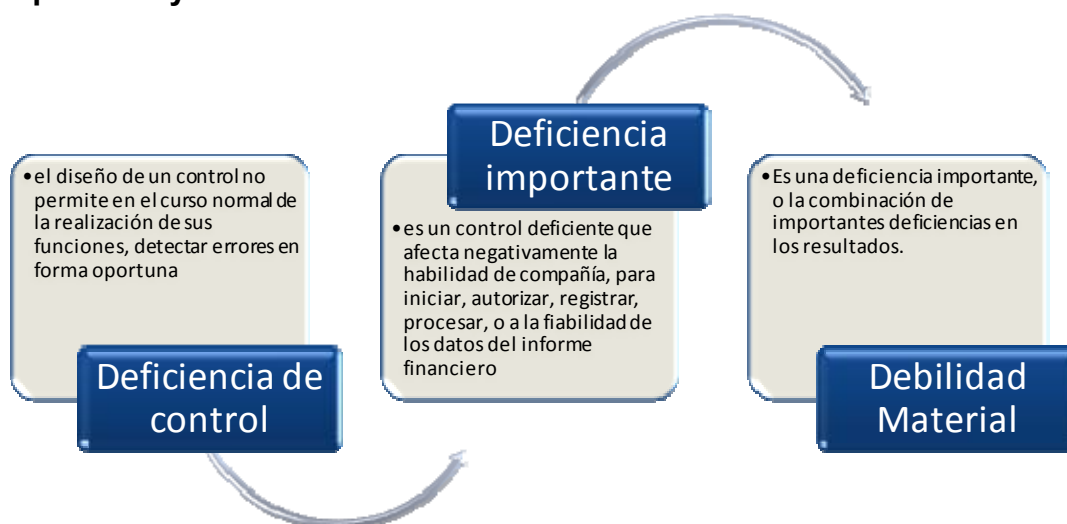 •el diseño de un control no
permite en el curso normal de
la realización de sus
funciones, detectar errores en
forma oportuna
Deficiencia de
control
Deficiencia
importante
•es un control deficiente que
afecta negativamente la
habilidad de compañía, para
iniciar, autorizar, registrar,
procesar, o a la fiabilidad de
los datos del informe
financiero
•Es una deficiencia importante,
o la combinación de
importantes deficiencias en
los resultados.
Debilidad
Material